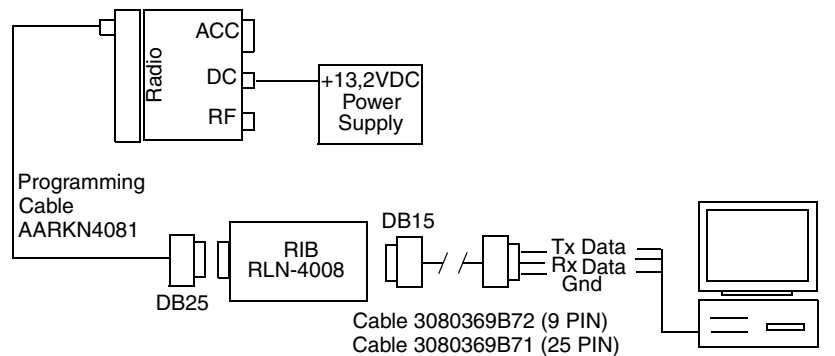 ACC
DC
RF
Radio
+13,2VDC
Power
Supply
Programming
Cable
AARKN4081
DB25
RIB
RLN-4008
DB15
Tx Data
Rx Data
Gnd
Cable 3080369B72 (9 PIN)
Cable 3080369B71 (25 PIN)